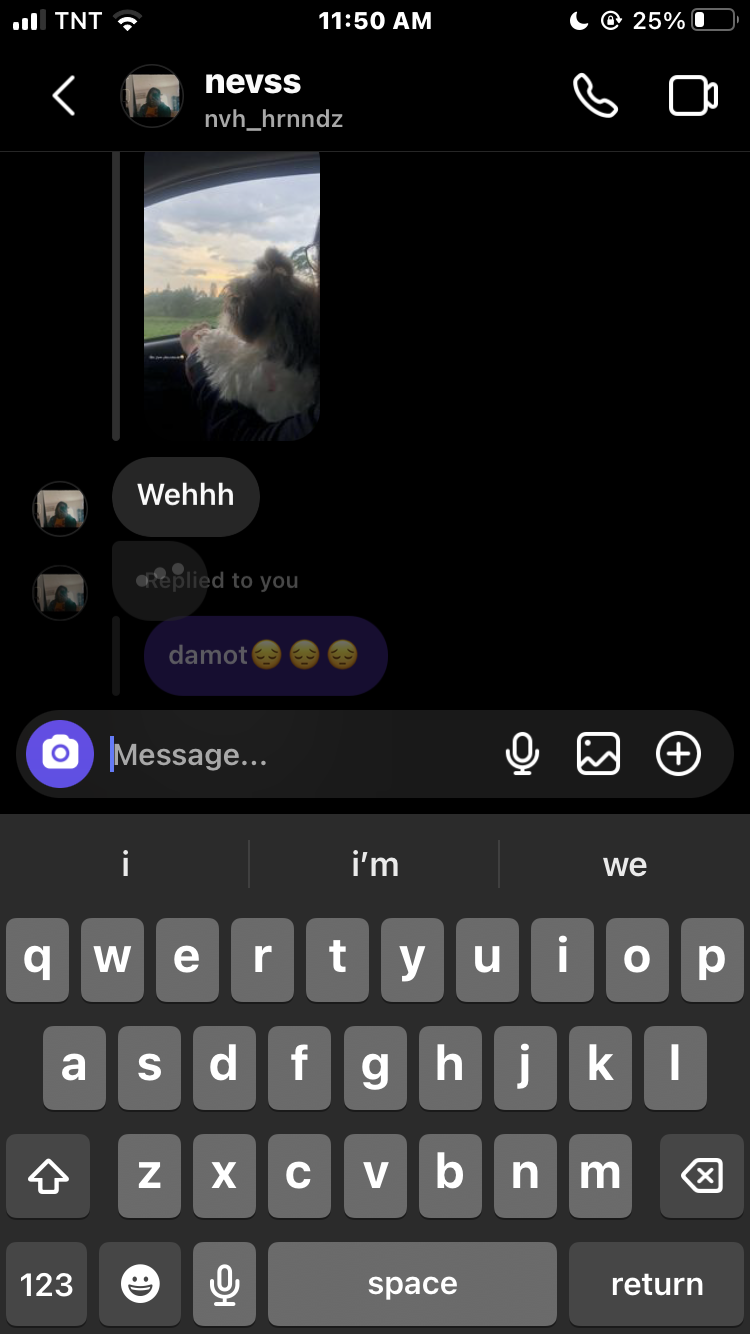 TNT 11:50 AM 25%
nevss
nvh_hrnndz
Wehhh
Replied to you
damot😔😔😔
Message...
i i'm we
q w e r t y u i o p
a s d f g h j k l
z x c v b n m
123 space return